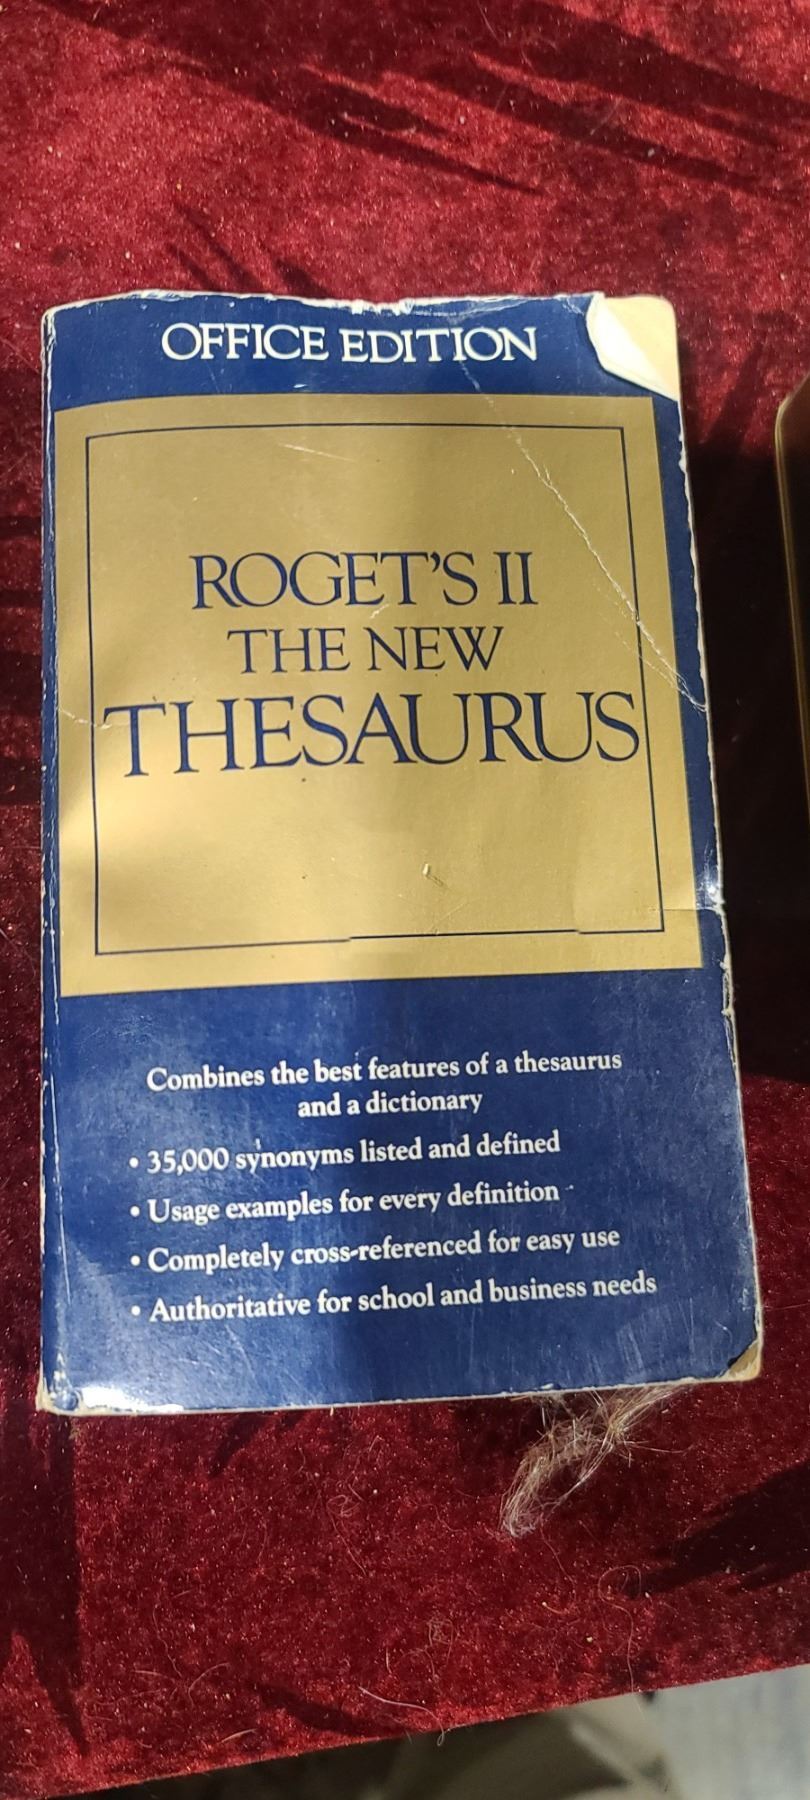 OFFICE EDITION
ROGET'S II
THE NEW
THESAURUS
Combines the best features of a thesaurus
and a dictionary
• 35,000 synonyms listed and defined
• Usage examples for every definition
• Completely cross-referenced for easy use
• Authoritative for school and business needs